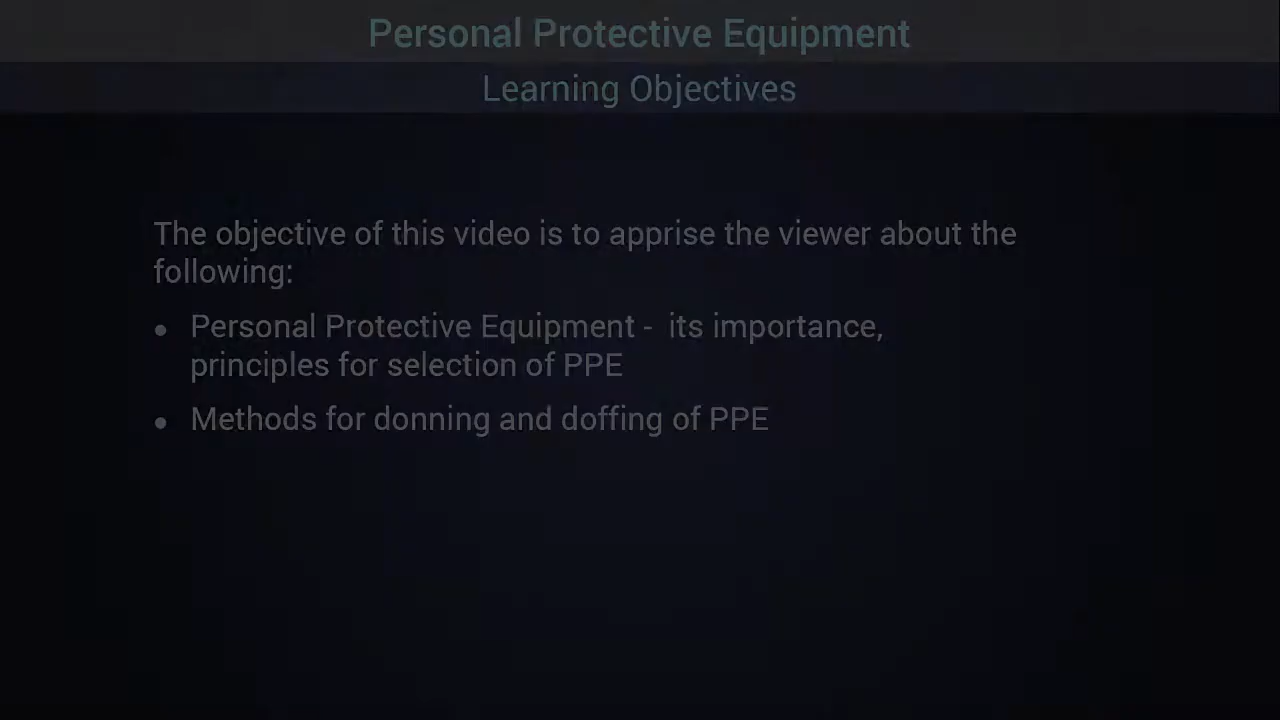 Personal Protective Equipment
Learning Objectives
The objective of this video is to apprise the viewer about the
following:
● Personal Protective Equipment - its importance,
principles for selection of PPE
● Methods for donning and doffing of PPE